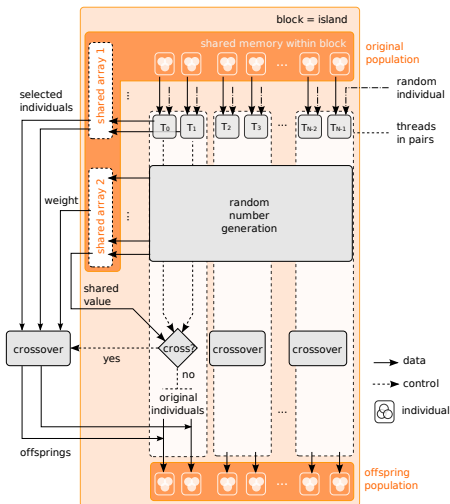 block = island
shared memory within block
original
population
shared array 1
...
...
random
individual
selected
individuals
T0
T1
T2
T3
...
TN-2
TN-1
threads
in pairs
shared array 2
...
weight
random
number
generation
shared
value
crossover
yes
cross?
no
crossover
crossover
original
individuals
...
data
control
individual
offsprings
...
offspring
population